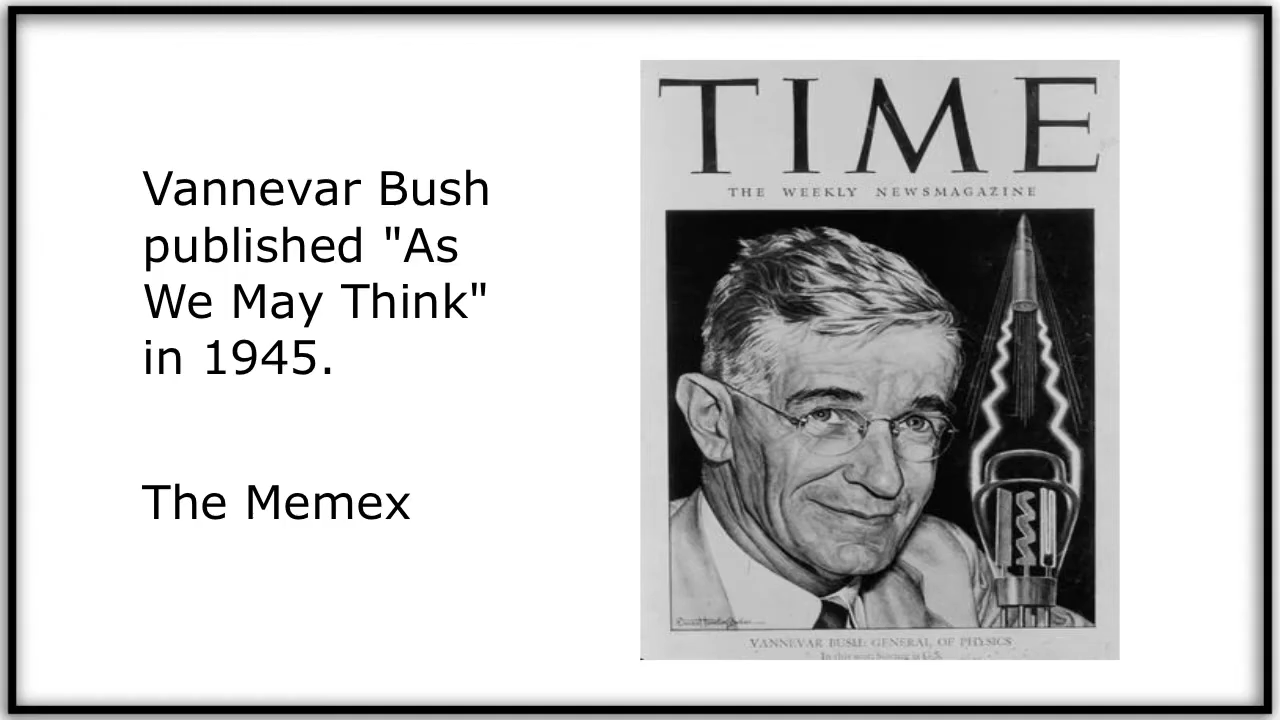 Vannevar Bush
published "As
We May Think"
in 1945.
The Memex
TIME
THE WEEKLY NEWSMAGAZINE
VANNEVAR BUSH: GENERAL OF PHYSICS